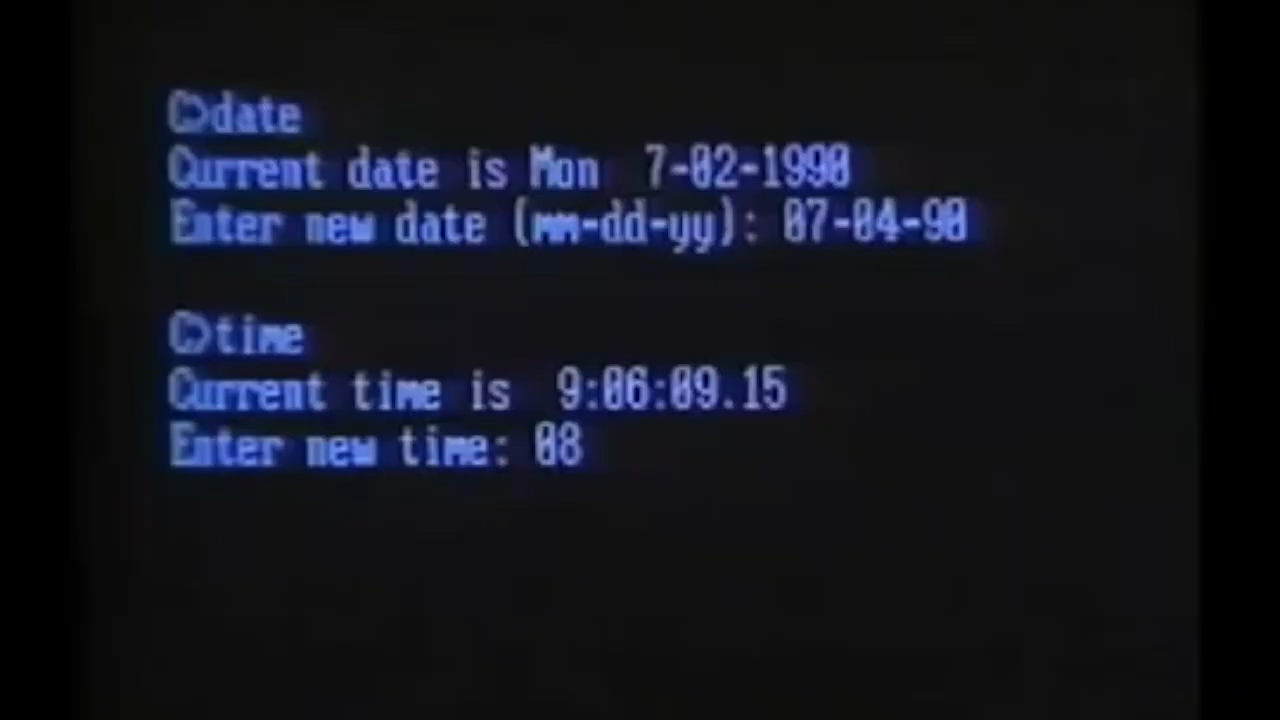 C>date
Current date is Mon  7-02-1990
Enter new date (mm-dd-yy): 07-04-90
C>time
Current time is  9:06:09.15
Enter new time: 08